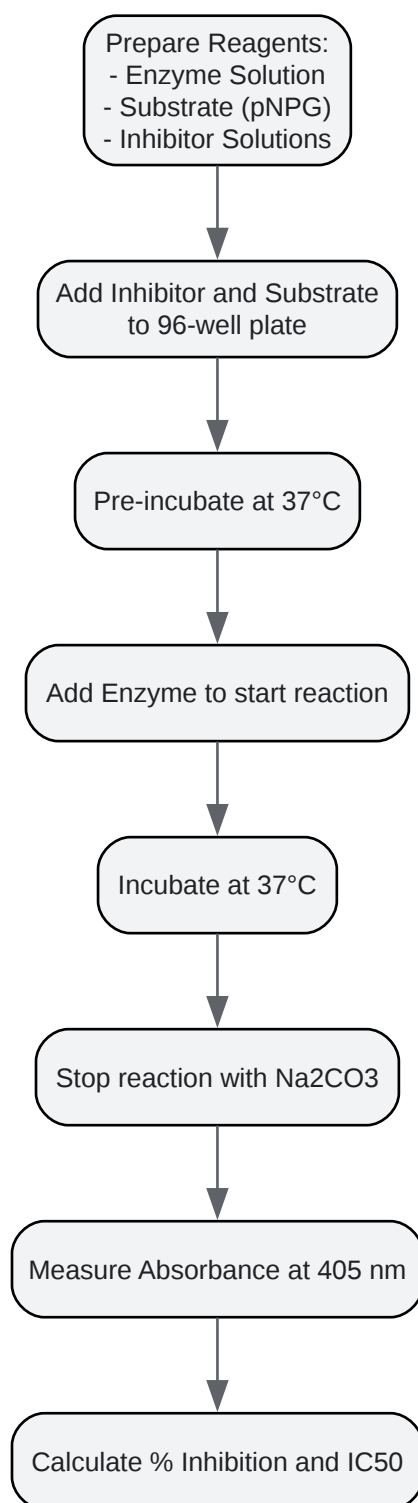 Prepare Reagents:
- Enzyme Solution
- Substrate (pNPG)
- Inhibitor Solutions
Add Inhibitor and Substrate
to 96-well plate
Pre-incubate at 37°C
Add Enzyme to start reaction
Incubate at 37°C
Stop reaction with Na2CO3
Measure Absorbance at 405 nm
Calculate % Inhibition and IC50